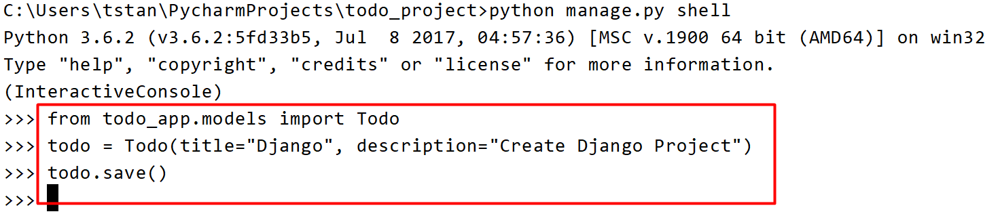 C:\Users\tstan\PycharmProjects\todo_project>python manage.py shell
Python 3.6.2 (v3.6.2:5fd33b5, Jul  8 2017, 04:57:36) [MSC v.1900 64 bit (AMD64)] on win32
Type "help", "copyright", "credits" or "license" for more information.
(InteractiveConsole)
>>> from todo_app.models import Todo
>>> todo = Todo(title="Django", description="Create Django Project")
>>> todo.save()
>>>